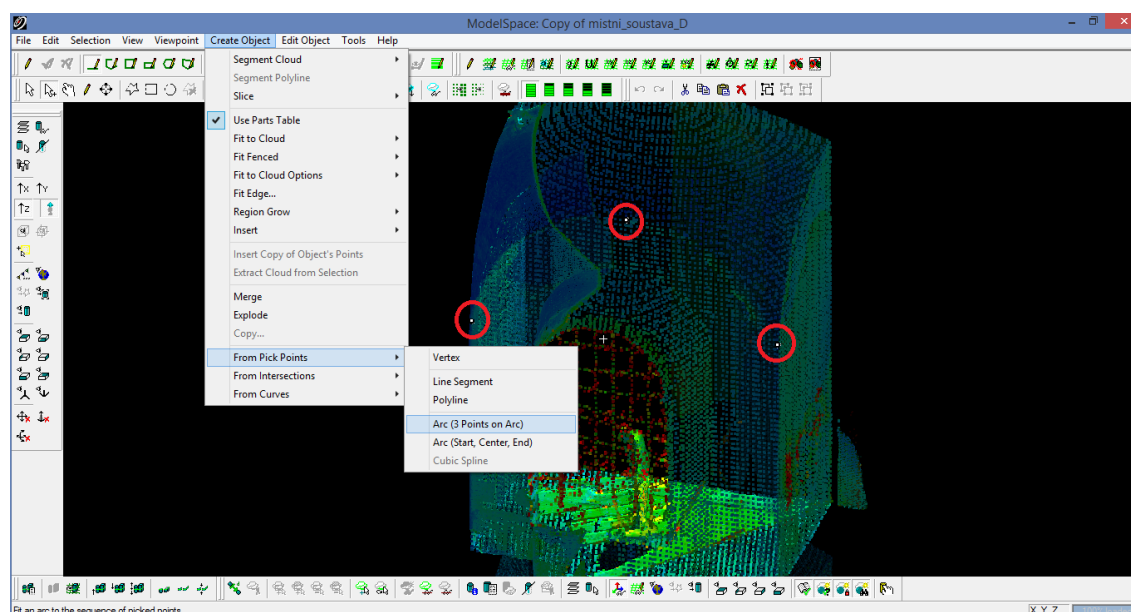 ModelSpace: Copy of mistni_soustava_D
File Edit Selection View Viewpoint Create Object Edit Object Tools Help
Segment Cloud
Segment Polyline
Slice
Use Parts Table
Fit to Cloud
Fit Fenced
Fit to Cloud Options
Fit Edge...
Region Grow
Insert
Insert Copy of Object's Points
Extract Cloud from Selection
Merge
Explode
Copy...
From Pick Points
From Intersections
From Curves
Vertex
Line Segment
Polyline
Arc (3 Points on Arc)
Arc (Start, Center, End)
Cubic Spline
Fit an arc to the sequence of picked points
X Y Z